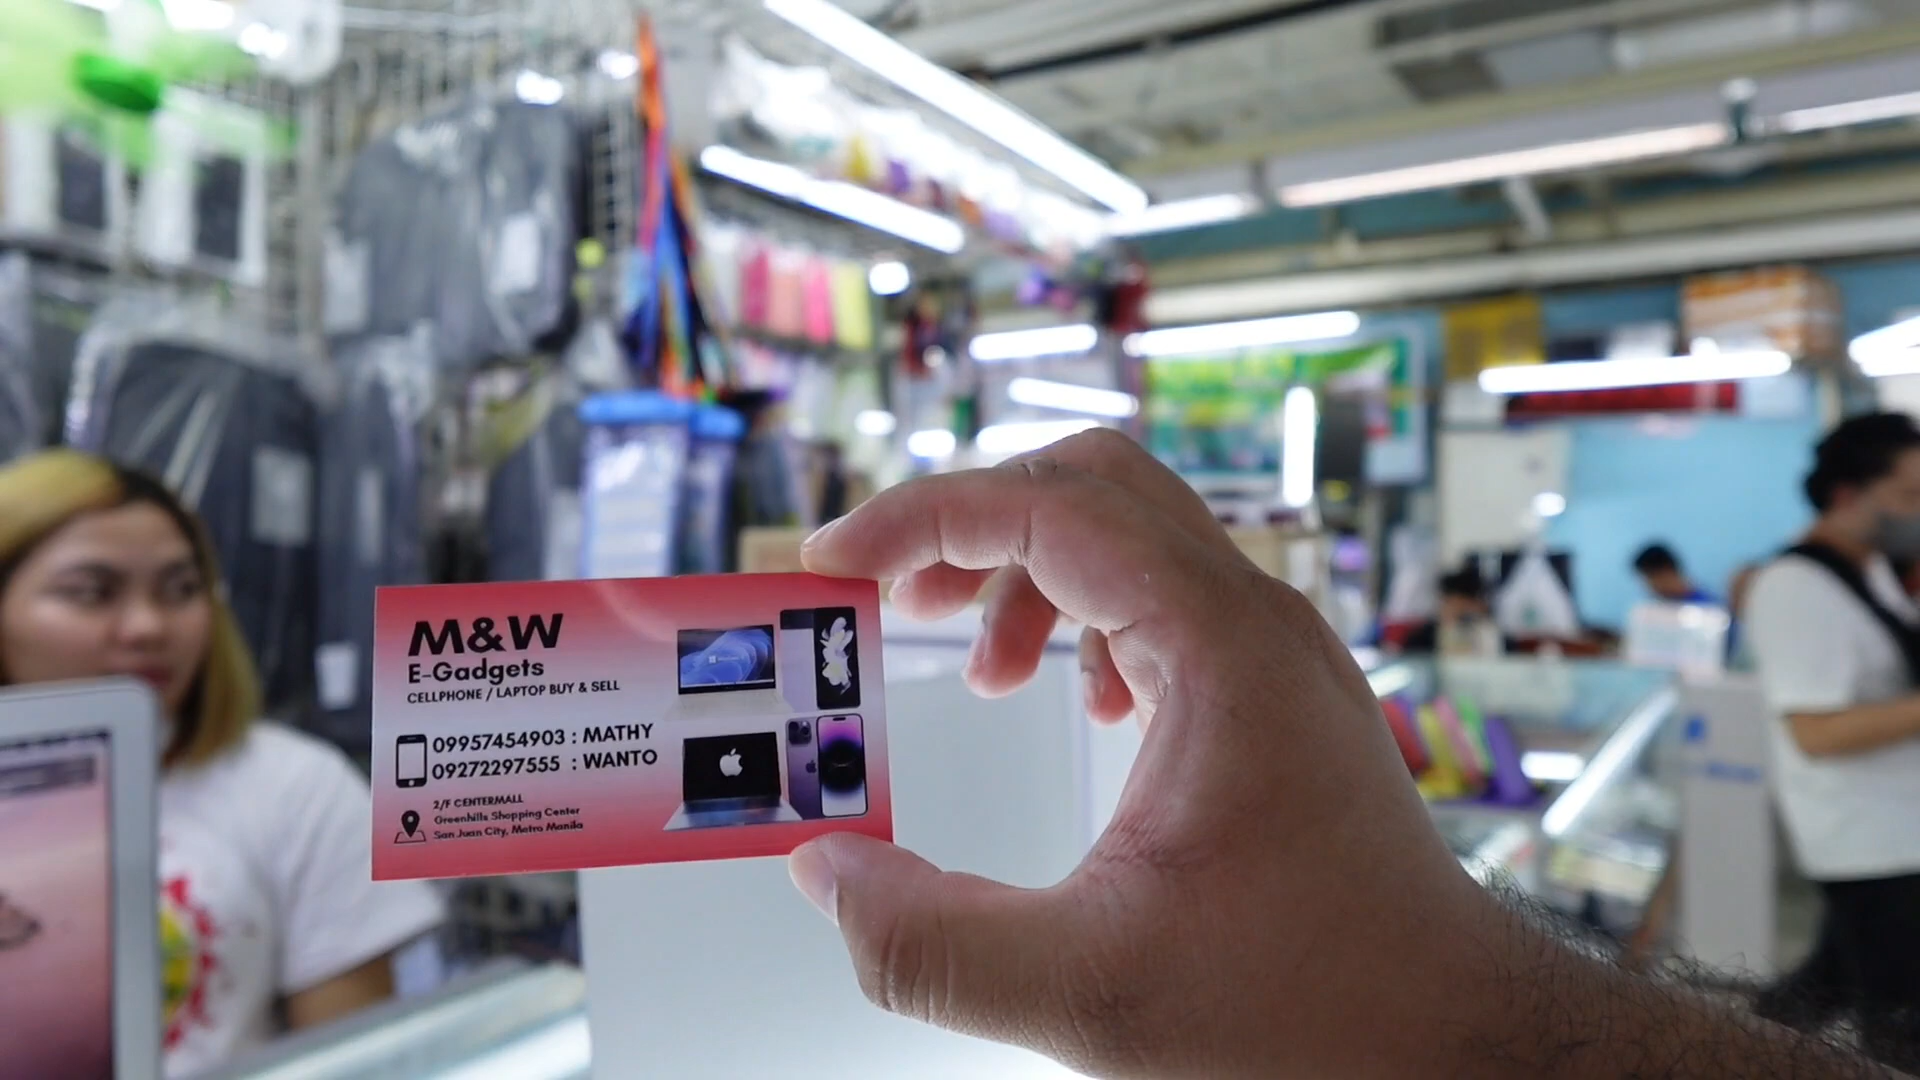 M&W
E-Gadgets
CELLPHONE / LAPTOP BUY & SELL
09957454903 : MATHY
09272297555 : WANTO
2/F CENTERMALL
Greenhills Shopping Center
San Juan City, Metro Manila